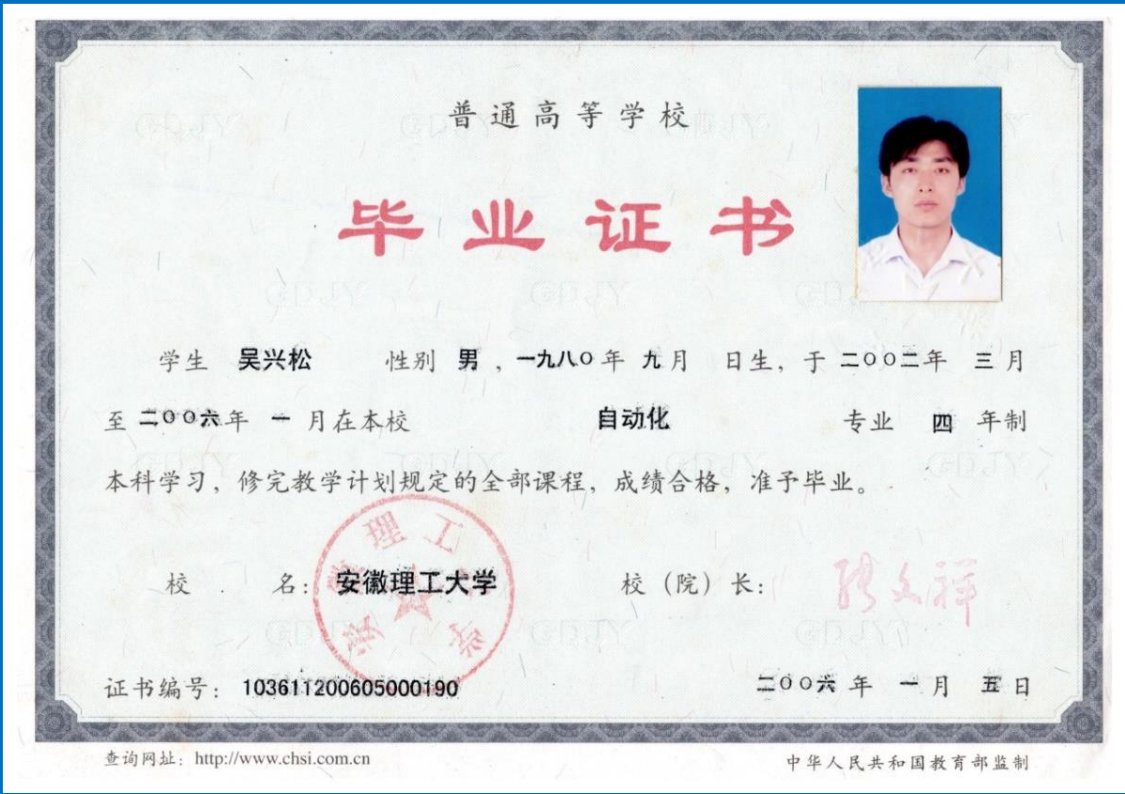 普通高等学校
毕业证书
学生 吴兴松 性别 男 ，一九八〇年 九月 日生，于 二〇〇二年 三月
至 二〇〇六年 一 月在本校 自动化 专业 四 年制
本科学习，修完教学计划规定的全部课程，成绩合格，准予毕业。
校 名： 安徽理工大学 校（院）长：
证书编号： 103611200605000190 二〇〇六 年 一 月 五 日
查询网址：http://www.chsi.com.cn 中华人民共和国教育部监制